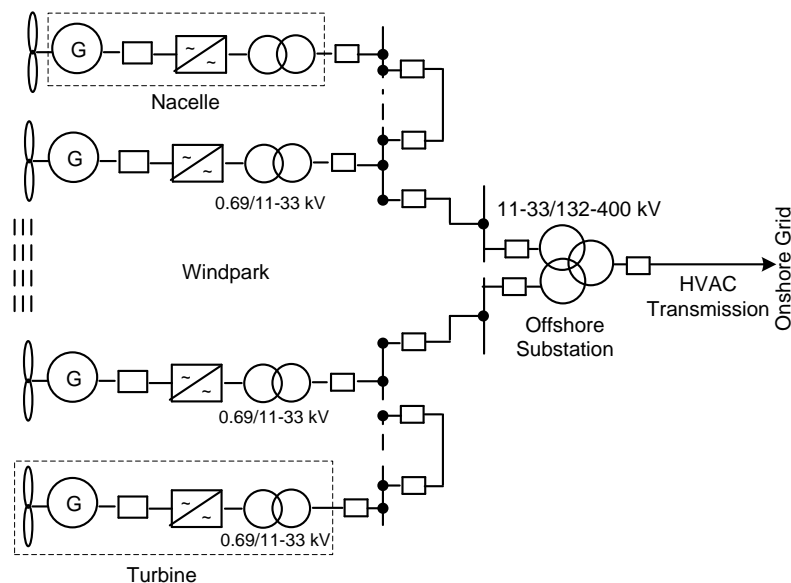 G
~
~
Nacelle
G
~
~
0.69/11-33 kV
11-33/132-400 kV
Windpark
HVAC
Transmission
Onshore Grid
Offshore
Substation
G
~
~
0.69/11-33 kV
G
~
~
0.69/11-33 kV
Turbine